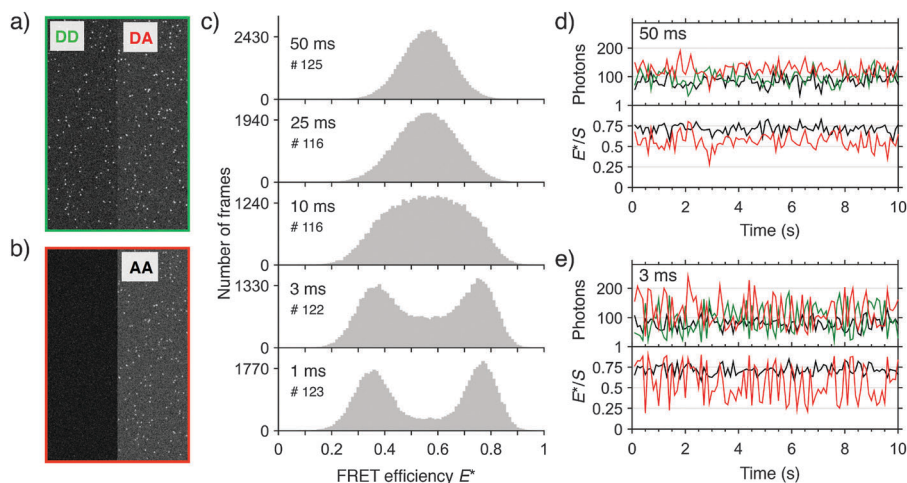 a)
DD
DA
b)
AA
c)
Number of frames
2430
0
50 ms
# 125
1940
0
25 ms
# 116
1240
0
10 ms
# 116
1330
0
3 ms
# 122
1770
0
1 ms
# 123
0 0.2 0.4 0.6 0.8 1
FRET efficiency E*
d)
50 ms
Photons
200
100
1
E*/S
0.75
0.5
0.25
0
0 2 4 6 8 10
Time (s)
e)
3 ms
Photons
200
100
1
E*/S
0.75
0.5
0.25
0 2 4 6 8 10
Time (s)